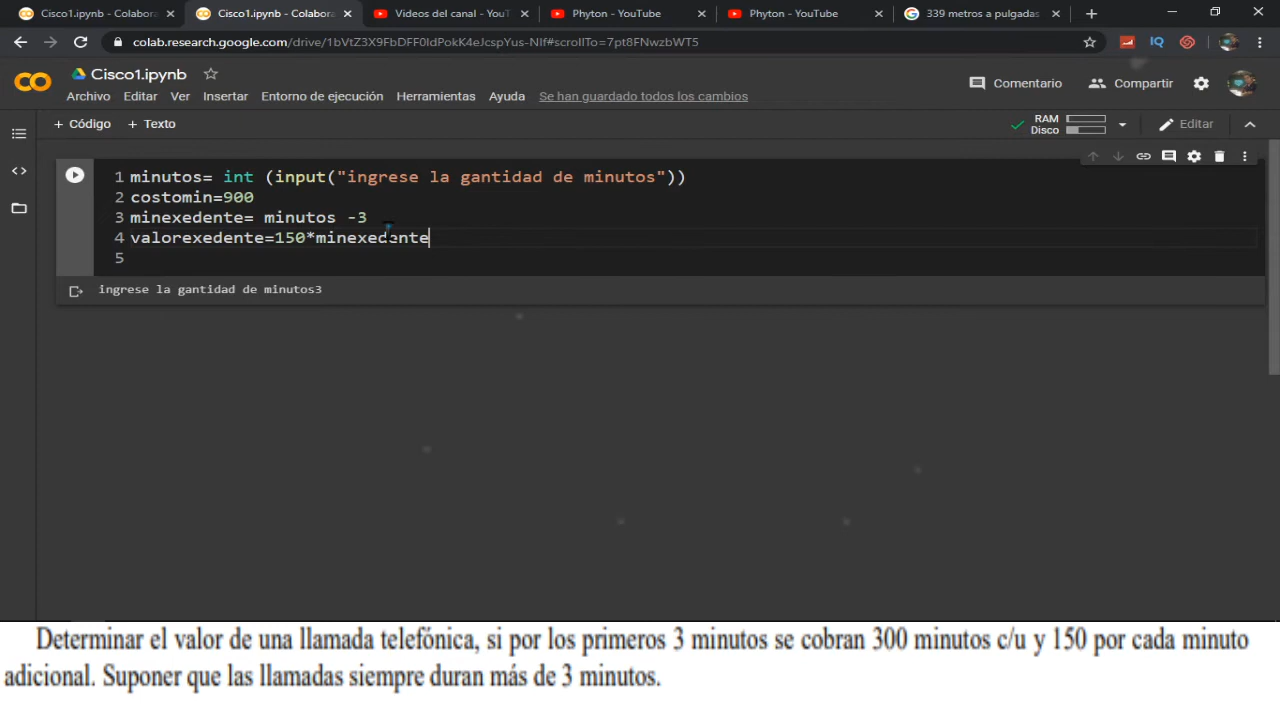 Cisco1.ipynb - Colabora
Cisco1.ipynb - Colabora
Videos del canal - YouT
Phyton - YouTube
Phyton - YouTube
339 metros a pulgadas
colab.research.google.com/drive/1bVtZ3X9FbDFF0IdPokK4eJcspYus-NIf#scrollTo=7pt8FNwzbWT5
Cisco1.ipynb
Comentario
Compartir
Archivo Editar Ver Insertar Entorno de ejecución Herramientas Ayuda Se han guardado todos los cambios
+ Código + Texto
RAM
Disco
Editar
1 minutos= int (input("ingrese la gantidad de minutos"))
2 costomin=900
3 minexedente= minutos -3
4 valorexedente=150*minexedente
5
ingrese la gantidad de minutos3
Determinar el valor de una llamada telefónica, si por los primeros 3 minutos se cobran 300 minutos c/u y 150 por cada minuto
adicional. Suponer que las llamadas siempre duran más de 3 minutos.